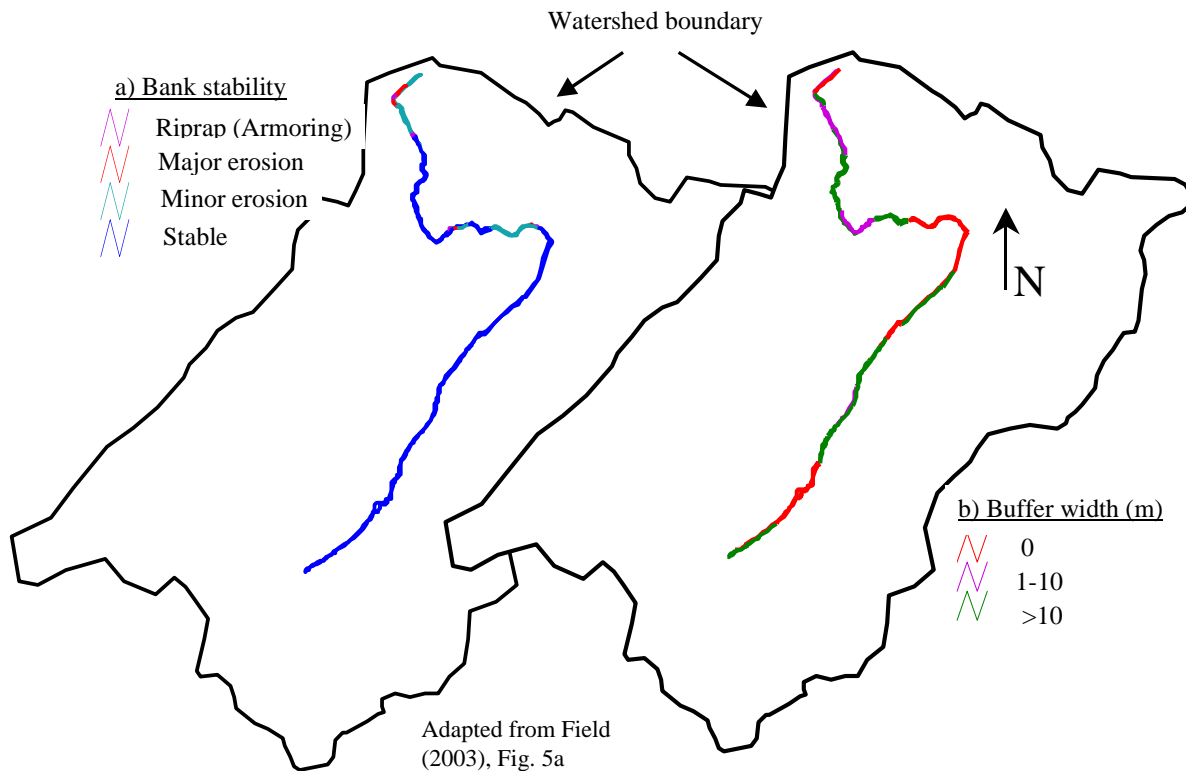 Watershed boundary
a) Bank stability
Riprap (Armoring)
Major erosion
Minor erosion
Stable
N
b) Buffer width (m)
0
1-10
>10
Adapted from Field
(2003), Fig. 5a